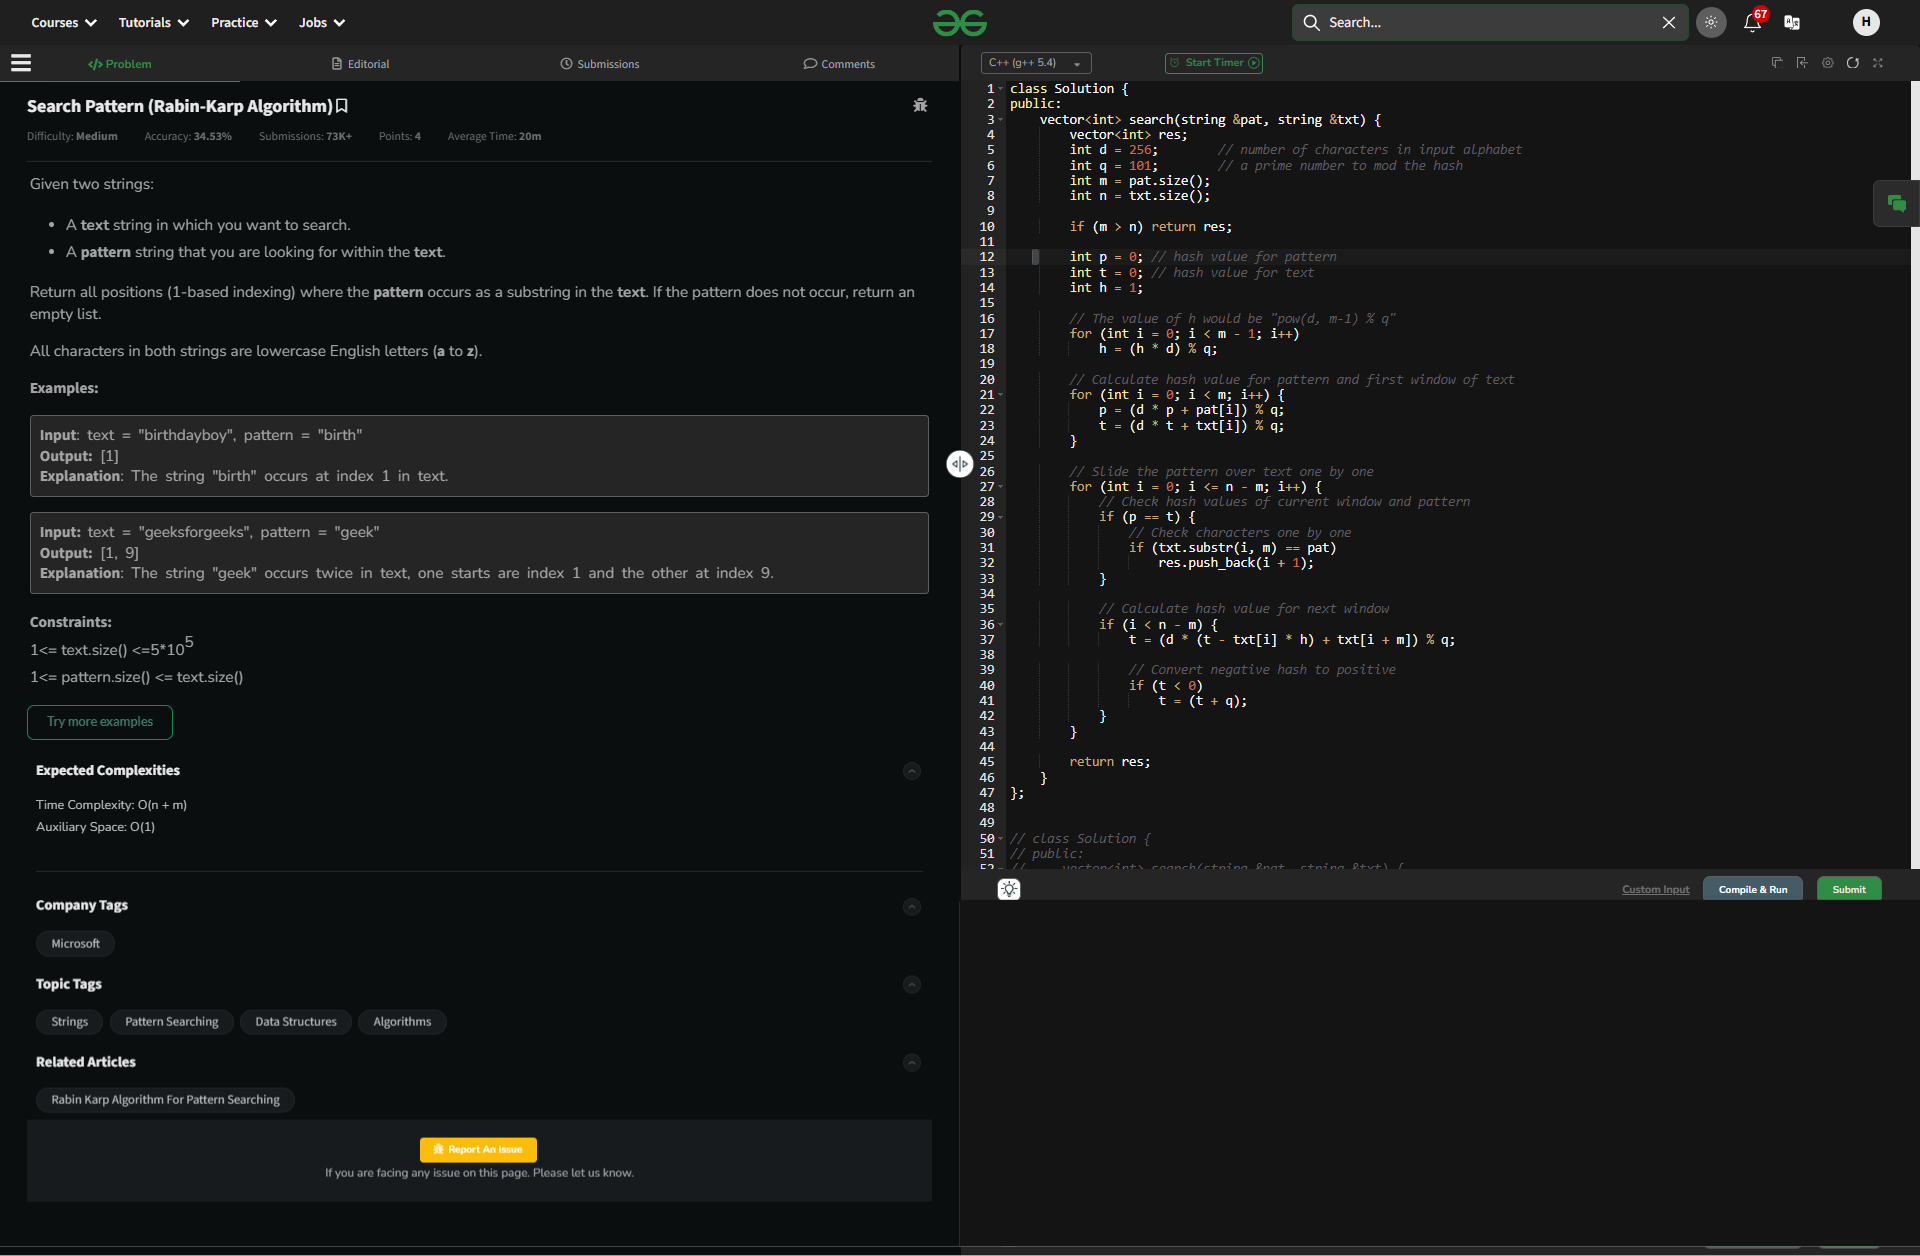 Courses Tutorials Practice Jobs Search... 67 H
Problem Editorial Submissions Comments
Search Pattern (Rabin-Karp Algorithm)
Difficulty: Medium Accuracy: 34.53% Submissions: 73K+ Points: 4 Average Time: 20m
Given two strings:
• A text string in which you want to search.
• A pattern string that you are looking for within the text.
Return all positions (1-based indexing) where the pattern occurs as a substring in the text. If the pattern does not occur, return an
empty list.
All characters in both strings are lowercase English letters (a to z).
Examples:
Input: text = "birthdayboy", pattern = "birth"
Output: [1]
Explanation: The string "birth" occurs at index 1 in text.
Input: text = "geeksforgeeks", pattern = "geek"
Output: [1, 9]
Explanation: The string "geek" occurs twice in text, one starts are index 1 and the other at index 9.
Constraints:
1<= text.size() <=5*10^5
1<= pattern.size() <= text.size()
Try more examples
Expected Complexities
Time Complexity: O(n + m)
Auxiliary Space: O(1)
Company Tags
Microsoft
Topic Tags
Strings Pattern Searching Data Structures Algorithms
Related Articles
Rabin Karp Algorithm For Pattern Searching
Report An Issue
If you are facing any issue on this page. Please let us know.
C++ (g++ 5.4) Start Timer
1 class Solution {
2 public:
3     vector<int> search(string &pat, string &txt) {
4         vector<int> res;
5         int d = 256;        // number of characters in input alphabet
6         int q = 101;        // a prime number to mod the hash
7         int m = pat.size();
8         int n = txt.size();
9
10         if (m > n) return res;
11
12         int p = 0; // hash value for pattern
13         int t = 0; // hash value for text
14         int h = 1;
15
16         // The value of h would be "pow(d, m-1) % q"
17         for (int i = 0; i < m - 1; i++)
18             h = (h * d) % q;
19
20         // Calculate hash value for pattern and first window of text
21         for (int i = 0; i < m; i++) {
22             p = (d * p + pat[i]) % q;
23             t = (d * t + txt[i]) % q;
24         }
25
26         // Slide the pattern over text one by one
27         for (int i = 0; i <= n - m; i++) {
28             // Check hash values of current window and pattern
29             if (p == t) {
30                 // Check characters one by one
31                 if (txt.substr(i, m) == pat)
32                     res.push_back(i + 1);
33             }
34
35             // Calculate hash value for next window
36             if (i < n - m) {
37                 t = (d * (t - txt[i] * h) + txt[i + m]) % q;
38
39                 // Convert negative hash to positive
40                 if (t < 0)
41                     t = (t + q);
42             }
43         }
44
45         return res;
46     }
47 };
48
49
50 // class Solution {
51 // public:
52 //     vector<int> search(string &pat, string &txt) {
Custom Input Compile & Run Submit